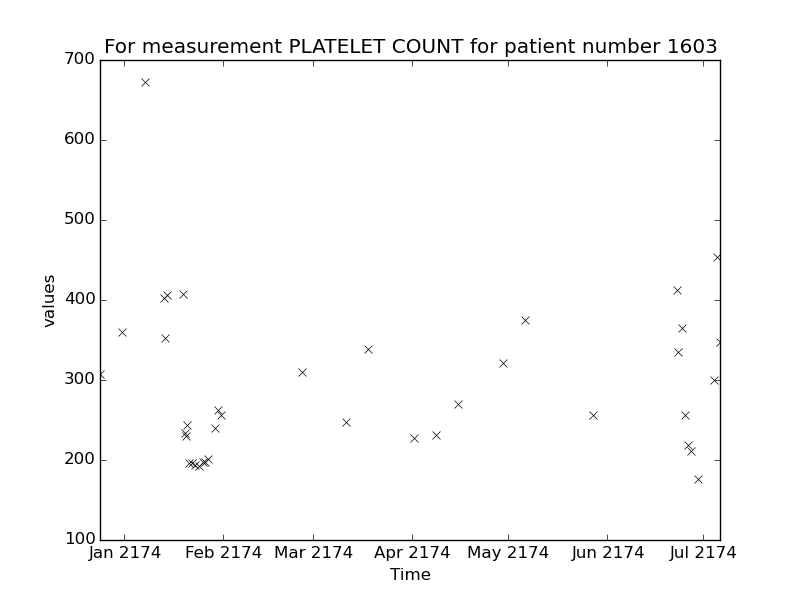 For measurement PLATELET COUNT for patient number 1603
700
600
500
400
300
200
100
values
Jan 2174 Feb 2174 Mar 2174 Apr 2174 May 2174 Jun 2174 Jul 2174
Time